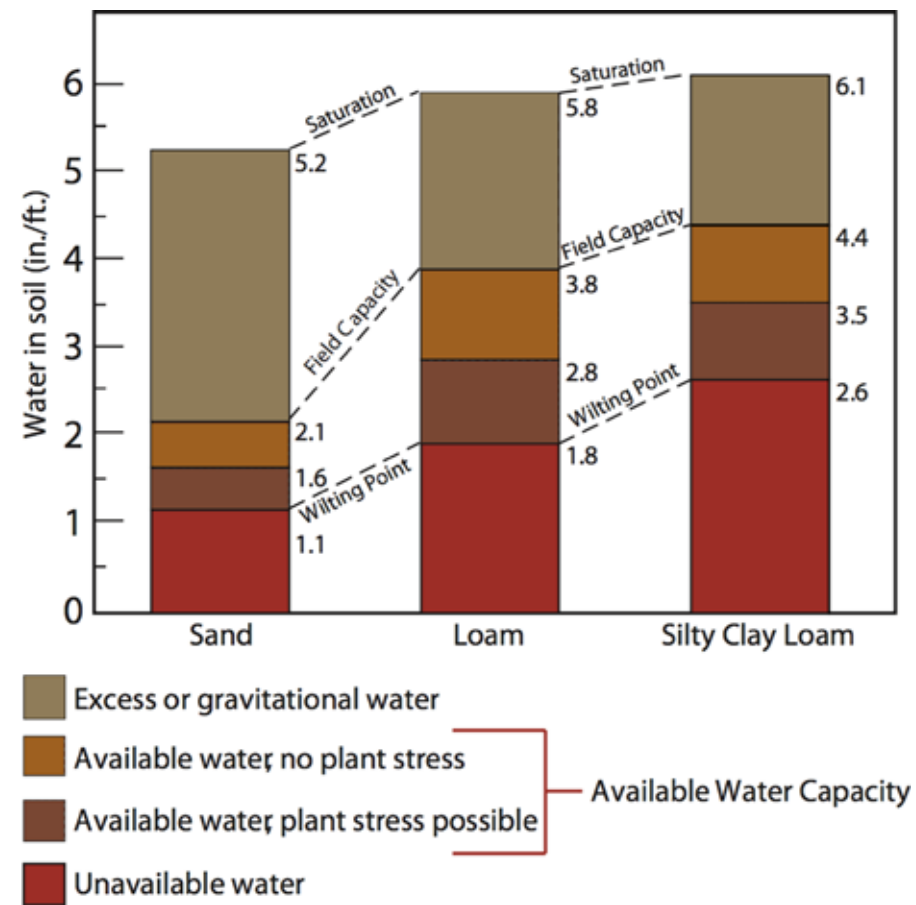 Water in soil (in./ft.)
6
5
4
3
2
1
0
Saturation
Saturation
Field Capacity
Field Capacity
Wilting Point
Wilting Point
5.2
2.1
1.6
1.1
5.8
3.8
2.8
1.8
6.1
4.4
3.5
2.6
Sand
Loam
Silty Clay Loam
Excess or gravitational water
Available water, no plant stress
Available water, plant stress possible
Available Water Capacity
Unavailable water